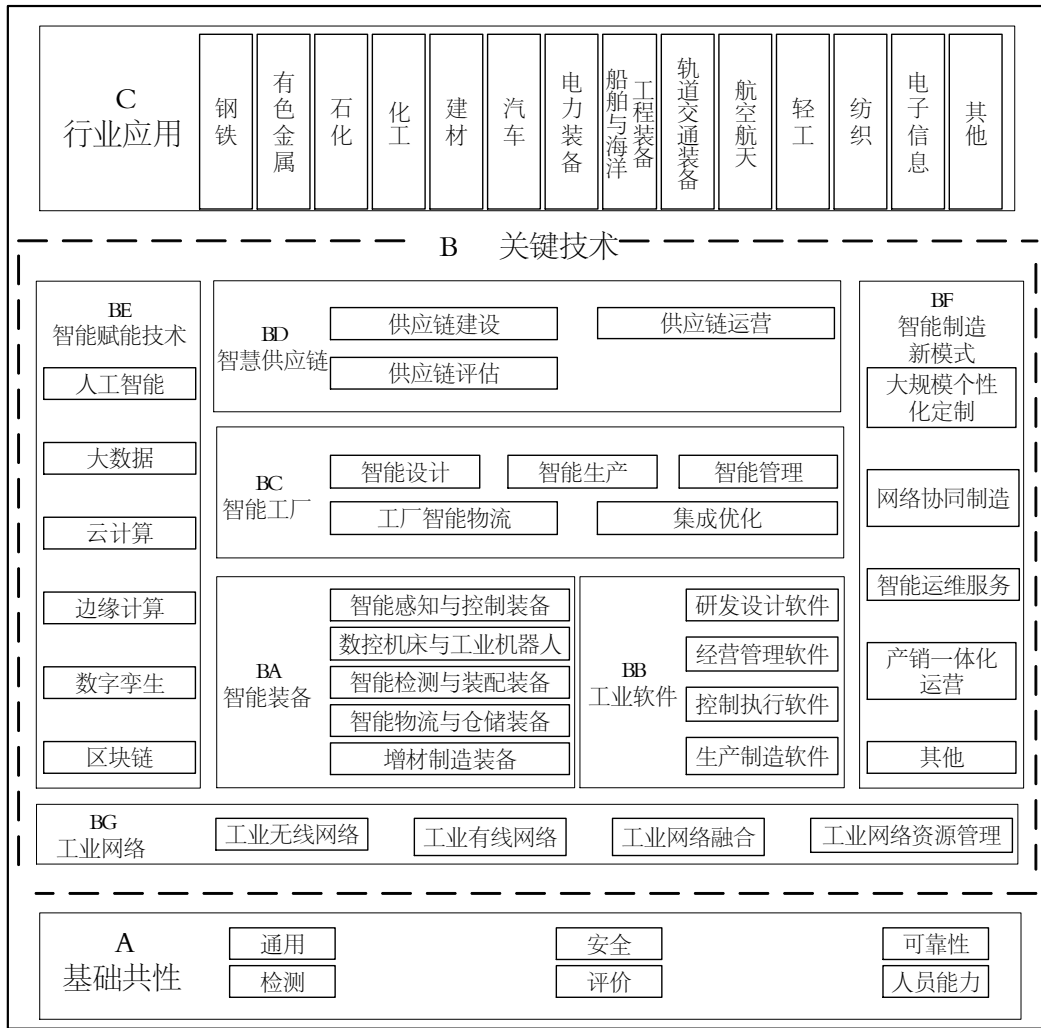 C
行业应用
钢铁
有色金属
石化
化工
建材
汽车
电力装备
船舶与海洋
工程装备
轨道交通装备
航空航天
轻工
纺织
电子信息
其他
B 关键技术
BE
智能赋能技术
人工智能
大数据
云计算
边缘计算
数字孪生
区块链
BD
智慧供应链
供应链建设
供应链运营
供应链评估
BC
智能工厂
智能设计
智能生产
智能管理
工厂智能物流
集成优化
BA
智能装备
智能感知与控制装备
数控机床与工业机器人
智能检测与装配装备
智能物流与仓储装备
增材制造装备
BB
工业软件
研发设计软件
经营管理软件
控制执行软件
生产制造软件
BF
智能制造
新模式
大规模个性
化定制
网络协同制造
智能运维服务
产销一体化
运营
其他
BG
工业网络
工业无线网络
工业有线网络
工业网络融合
工业网络资源管理
A
基础共性
通用
安全
可靠性
检测
评价
人员能力